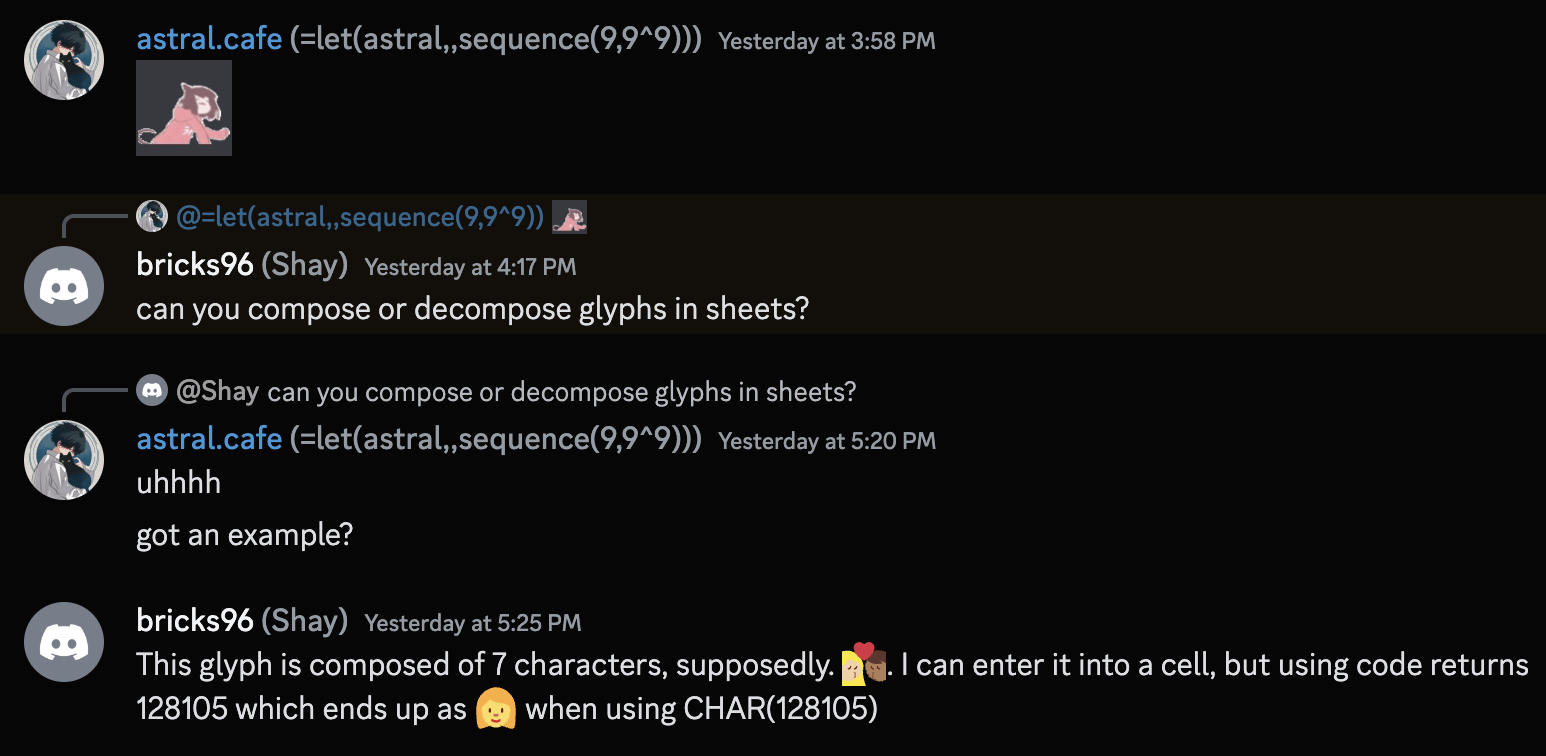 astral.cafe (=let(astral,,sequence(9,9^9))) Yesterday at 3:58 PM
@=let(astral,,sequence(9,9^9))
bricks96 (Shay) Yesterday at 4:17 PM
can you compose or decompose glyphs in sheets?
@Shay can you compose or decompose glyphs in sheets?
astral.cafe (=let(astral,,sequence(9,9^9))) Yesterday at 5:20 PM
uhhhh
got an example?
bricks96 (Shay) Yesterday at 5:25 PM
This glyph is composed of 7 characters, supposedly. 👩🏼‍❤️‍👨🏾. I can enter it into a cell, but using code returns
128105 which ends up as 👩 when using CHAR(128105)